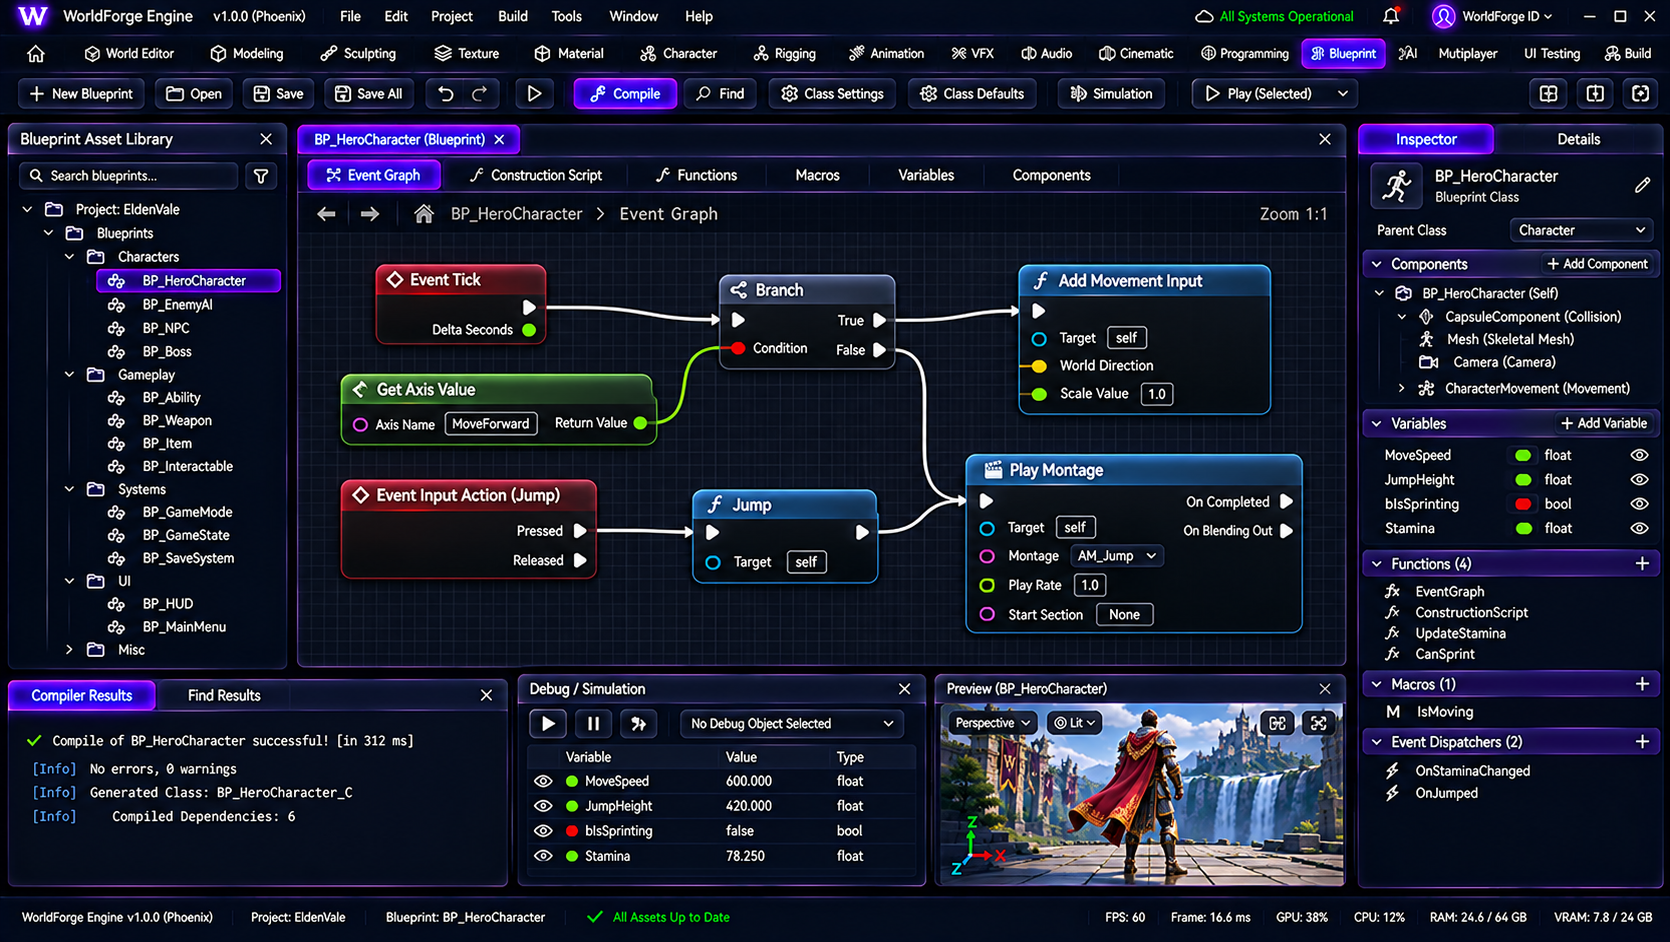 W WorldForge Engine v1.0.0 (Phoenix) File Edit Project Build Tools Window Help All Systems Operational WorldForge ID
World Editor Modeling Sculpting Texture Material Character Rigging Animation VFX Audio Cinematic Programming Blueprint AI Mutiplayer UI Testing Build
New Blueprint Open Save Save All Compile Find Class Settings Class Defaults Simulation Play (Selected)
Blueprint Asset Library
Search blueprints...
Project: EldenVale
Blueprints
Characters
BP_HeroCharacter
BP_EnemyAI
BP_NPC
BP_Boss
Gameplay
BP_Ability
BP_Weapon
BP_Item
BP_Interactable
Systems
BP_GameMode
BP_GameState
BP_SaveSystem
UI
BP_HUD
BP_MainMenu
Misc
BP_HeroCharacter (Blueprint)
Event Graph Construction Script Functions Macros Variables Components
BP_HeroCharacter > Event Graph Zoom 1:1
Event Tick
Delta Seconds
Branch
True
Condition False
Add Movement Input
Target self
World Direction
Scale Value 1.0
Get Axis Value
Axis Name MoveForward Return Value
Event Input Action (Jump)
Pressed
Released
Jump
Target self
Play Montage
On Completed
Target self On Blending Out
Montage AM_Jump
Play Rate 1.0
Start Section None
Inspector Details
BP_HeroCharacter
Blueprint Class
Parent Class Character
Components + Add Component
BP_HeroCharacter (Self)
CapsuleComponent (Collision)
Mesh (Skeletal Mesh)
Camera (Camera)
CharacterMovement (Movement)
Variables + Add Variable
MoveSpeed float
JumpHeight float
bIsSprinting bool
Stamina float
Functions (4) +
fx EventGraph
fx ConstructionScript
fx UpdateStamina
fx CanSprint
Macros (1) +
M IsMoving
Event Dispatchers (2) +
OnStaminaChanged
OnJumped
Compiler Results Find Results
Compile of BP_HeroCharacter successful! [in 312 ms]
[Info] No errors, 0 warnings
[Info] Generated Class: BP_HeroCharacter_C
[Info] Compiled Dependencies: 6
Debug / Simulation
No Debug Object Selected
Variable Value Type
MoveSpeed 600.000 float
JumpHeight 420.000 float
bIsSprinting false bool
Stamina 78.250 float
Preview (BP_HeroCharacter)
Perspective Lit
W
Z
X
Z
WorldForge Engine v1.0.0 (Phoenix) Project: EldenVale Blueprint: BP_HeroCharacter All Assets Up to Date FPS: 60 Frame: 16.6 ms GPU: 38% CPU: 12% RAM: 24.6 / 64 GB VRAM: 7.8 / 24 GB